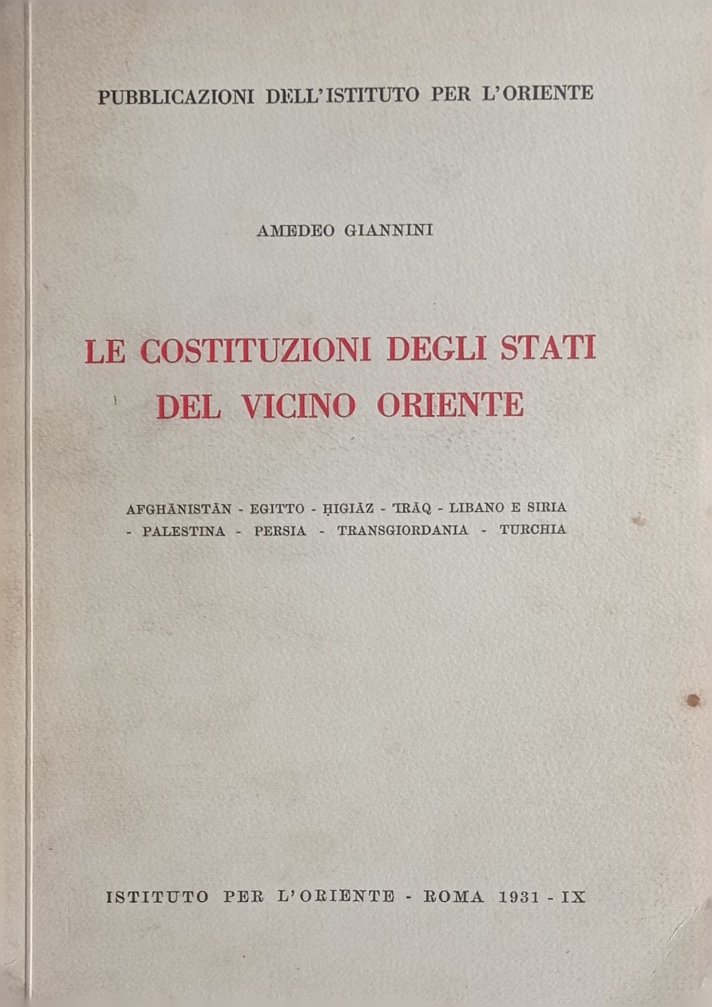 PUBBLICAZIONI DELL'ISTITUTO PER L'ORIENTE
AMEDEO GIANNINI
LE COSTITUZIONI DEGLI STATI
DEL VICINO ORIENTE
AFGHĀNISTĀN - EGITTO - ḤIGIĀZ - ʿIRĀQ - LIBANO E SIRIA
- PALESTINA - PERSIA - TRANSGIORDANIA - TURCHIA
ISTITUTO PER L'ORIENTE - ROMA 1931 - IX